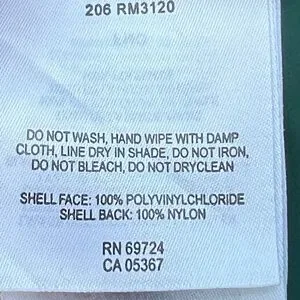 206 RM3120
DO NOT WASH, HAND WIPE WITH DAMP
CLOTH, LINE DRY IN SHADE, DO NOT IRON,
DO NOT BLEACH, DO NOT DRYCLEAN
SHELL FACE: 100% POLYVINYLCHLORIDE
SHELL BACK: 100% NYLON
RN 69724
CA 05367